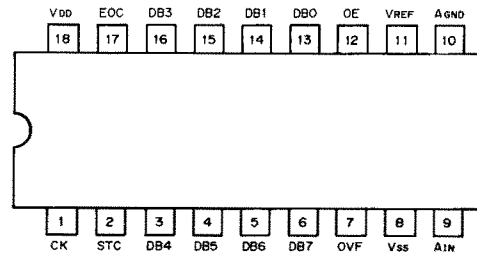 VDD EOC DB3 DB2 DB1 DB0 OE VREF AGND
18 17 16 15 14 13 12 11 10
1 2 3 4 5 6 7 8 9
CK STC DB4 DB5 DB6 DB7 OVF VSS AIN